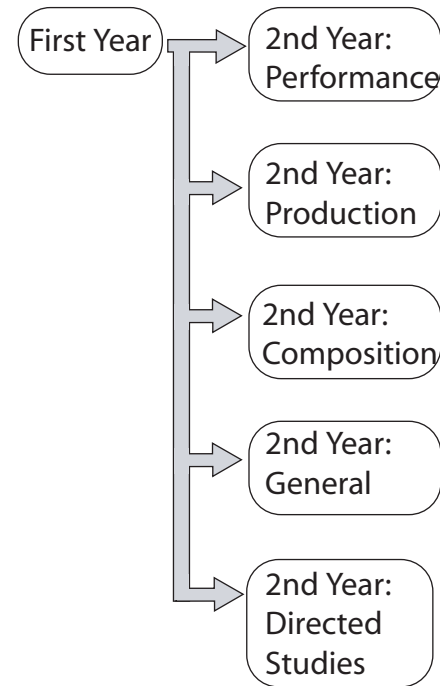 First Year
2nd Year:
Performance
2nd Year:
Production
2nd Year:
Composition
2nd Year:
General
2nd Year:
Directed
Studies